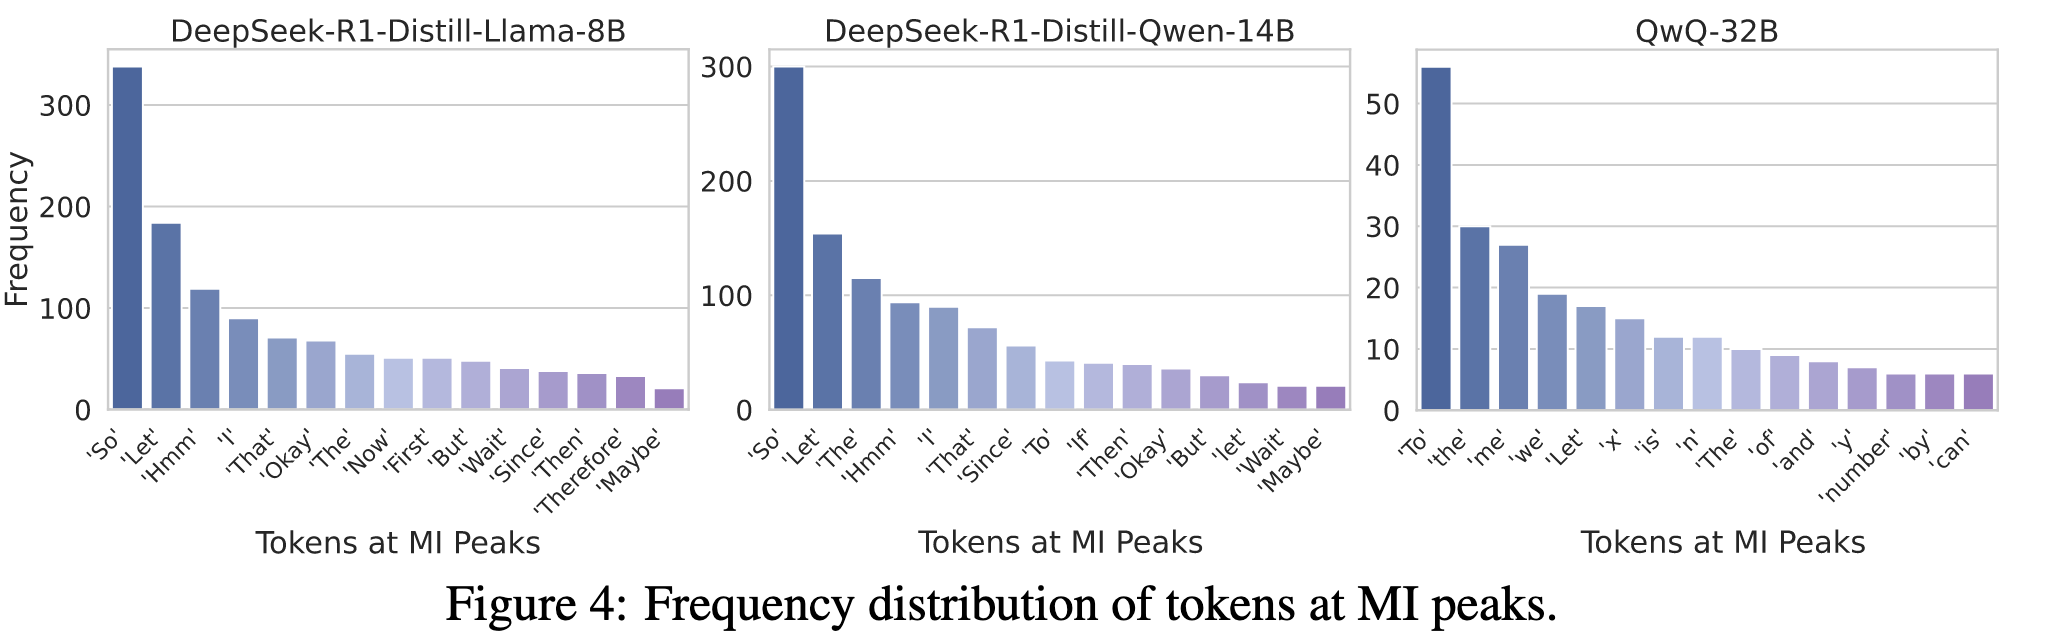 DeepSeek-R1-Distill-Llama-8B
Frequency
300
200
100
0
'So'
'Let'
'Hmm'
'I'
'That'
'Okay'
'The'
'Now'
'First'
'But'
'Wait'
'Since'
'Then'
'Therefore'
'Maybe'
Tokens at MI Peaks
DeepSeek-R1-Distill-Qwen-14B
300
200
100
0
'So'
'Let'
'The'
'Hmm'
'I'
'That'
'Since'
'To'
'If'
'Then'
'Okay'
'But'
'let'
'Wait'
'Maybe'
Tokens at MI Peaks
QwQ-32B
50
40
30
20
10
0
'To'
'the'
'me'
'we'
'Let'
'x'
'is'
'n'
'The'
'of'
'and'
'y'
'number'
'by'
'can'
Tokens at MI Peaks
Figure 4: Frequency distribution of tokens at MI peaks.